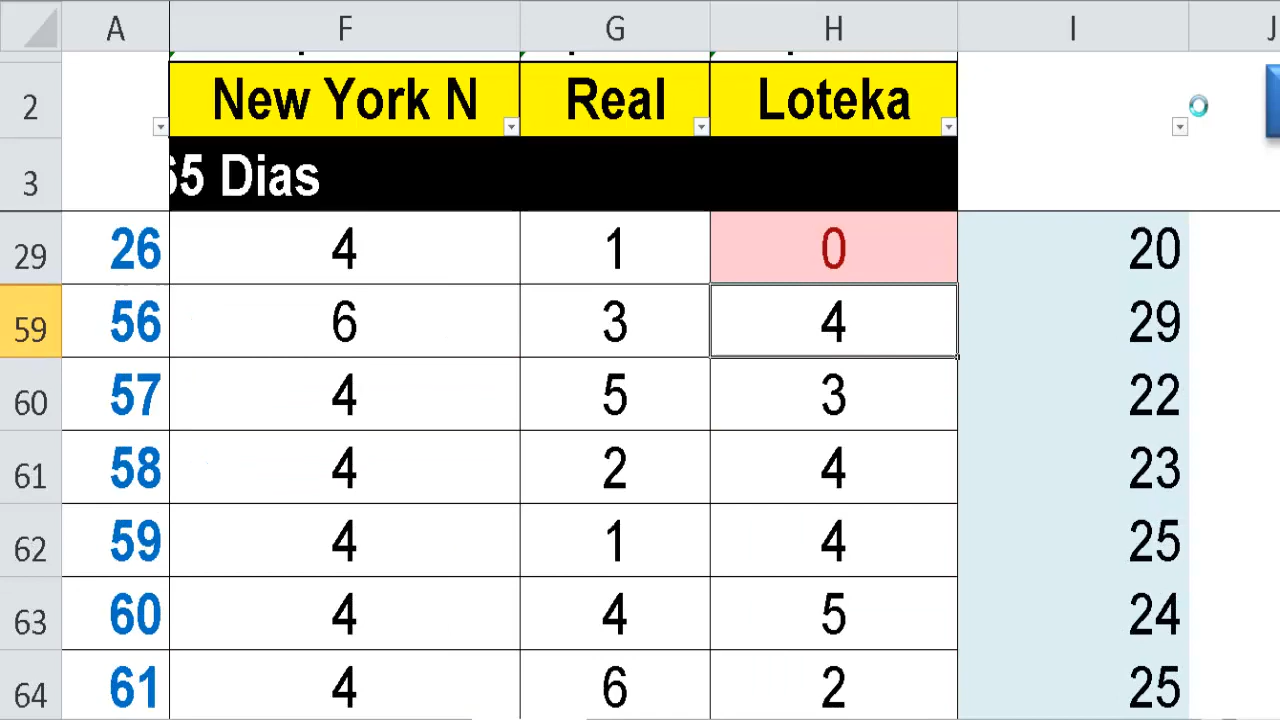 A F G H I J
2 New York N Real Loteka
3 65 Dias
29 26 4 1 0 20
59 56 6 3 4 29
60 57 4 5 3 22
61 58 4 2 4 23
62 59 4 1 4 25
63 60 4 4 5 24
64 61 4 6 2 25